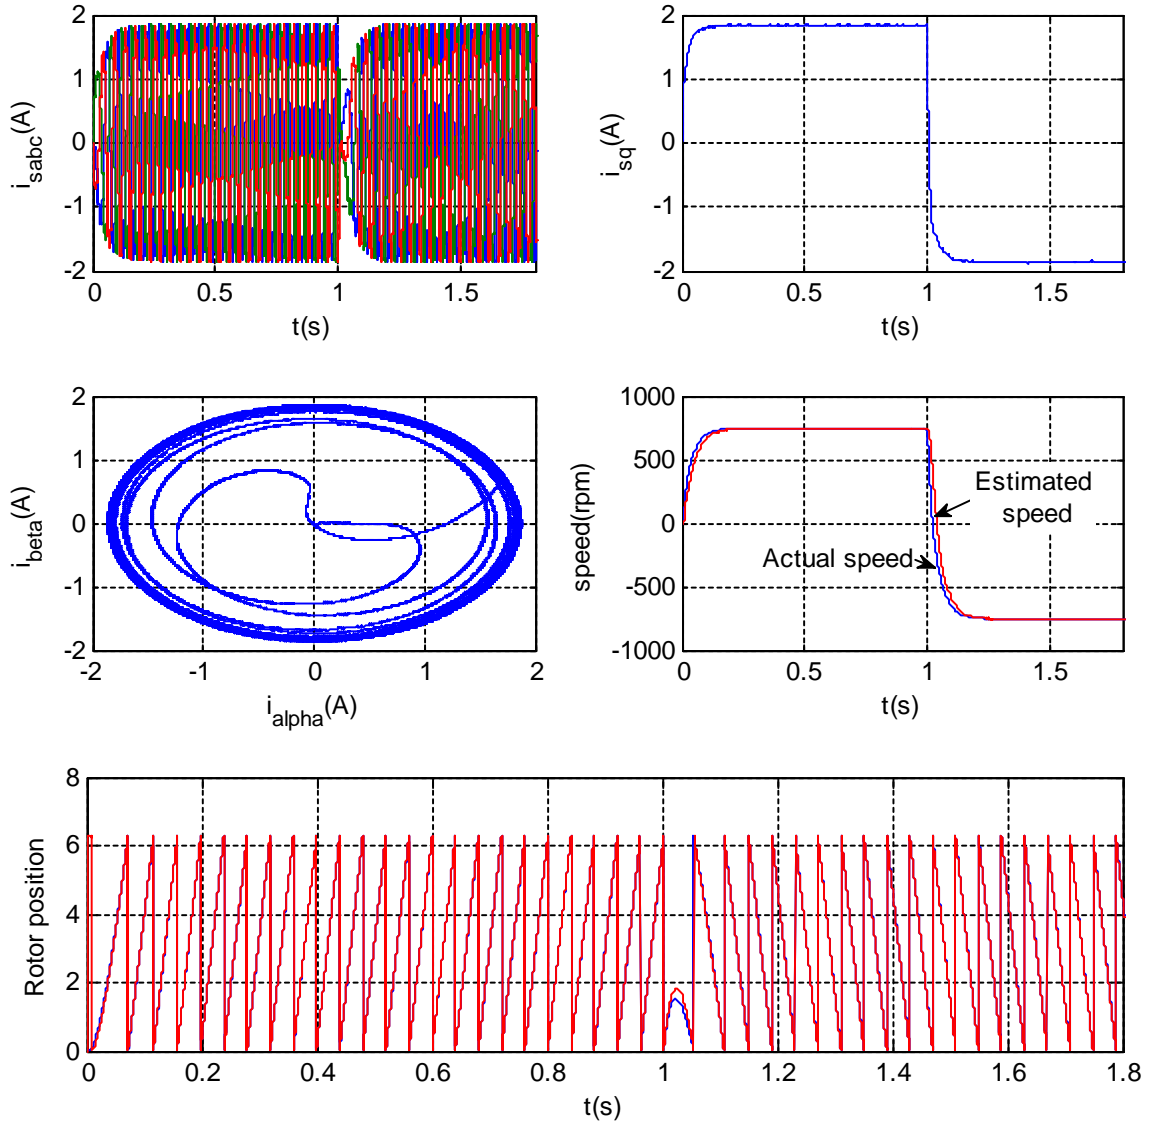 2
1
0
-1
-2
i_sabc(A)
0 0.5 1 1.5
t(s)
2
1
0
-1
-2
i_sq(A)
0 0.5 1 1.5
t(s)
2
1
0
-1
-2
i_beta(A)
-2 -1 0 1 2
i_alpha(A)
1000
500
0
-500
-1000
speed(rpm)
Estimated
speed
Actual speed
0 0.5 1 1.5
t(s)
8
6
4
2
0
Rotor position
0 0.2 0.4 0.6 0.8 1 1.2 1.4 1.6 1.8
t(s)